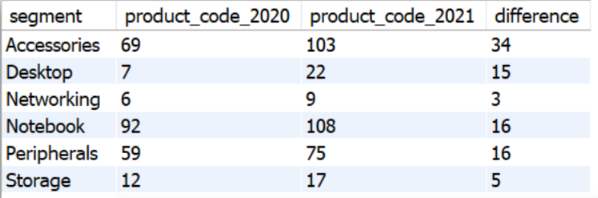 segment product_code_2020 product_code_2021 difference
Accessories 69 103 34
Desktop 7 22 15
Networking 6 9 3
Notebook 92 108 16
Peripherals 59 75 16
Storage 12 17 5